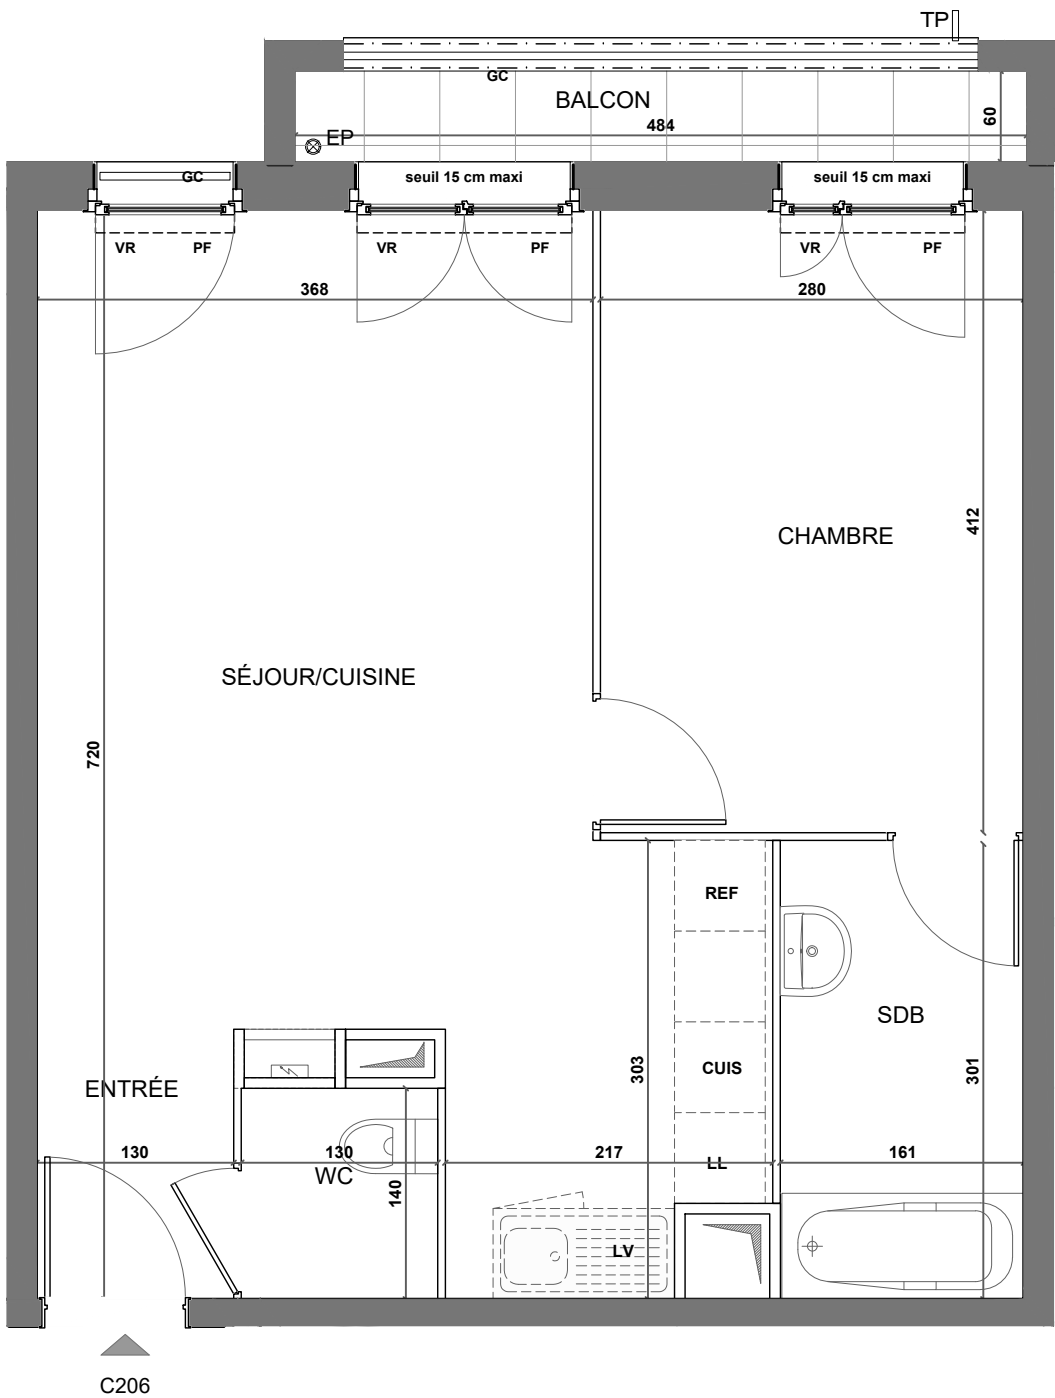 TP
GC
BALCON
484
60
EP
GC
seuil 15 cm maxi
seuil 15 cm maxi
VR
PF
VR
PF
VR
PF
368
280
412
CHAMBRE
SÉJOUR/CUISINE
720
REF
SDB
303
CUIS
301
ENTRÉE
130
130
217
LL
161
WC
140
LV
C206